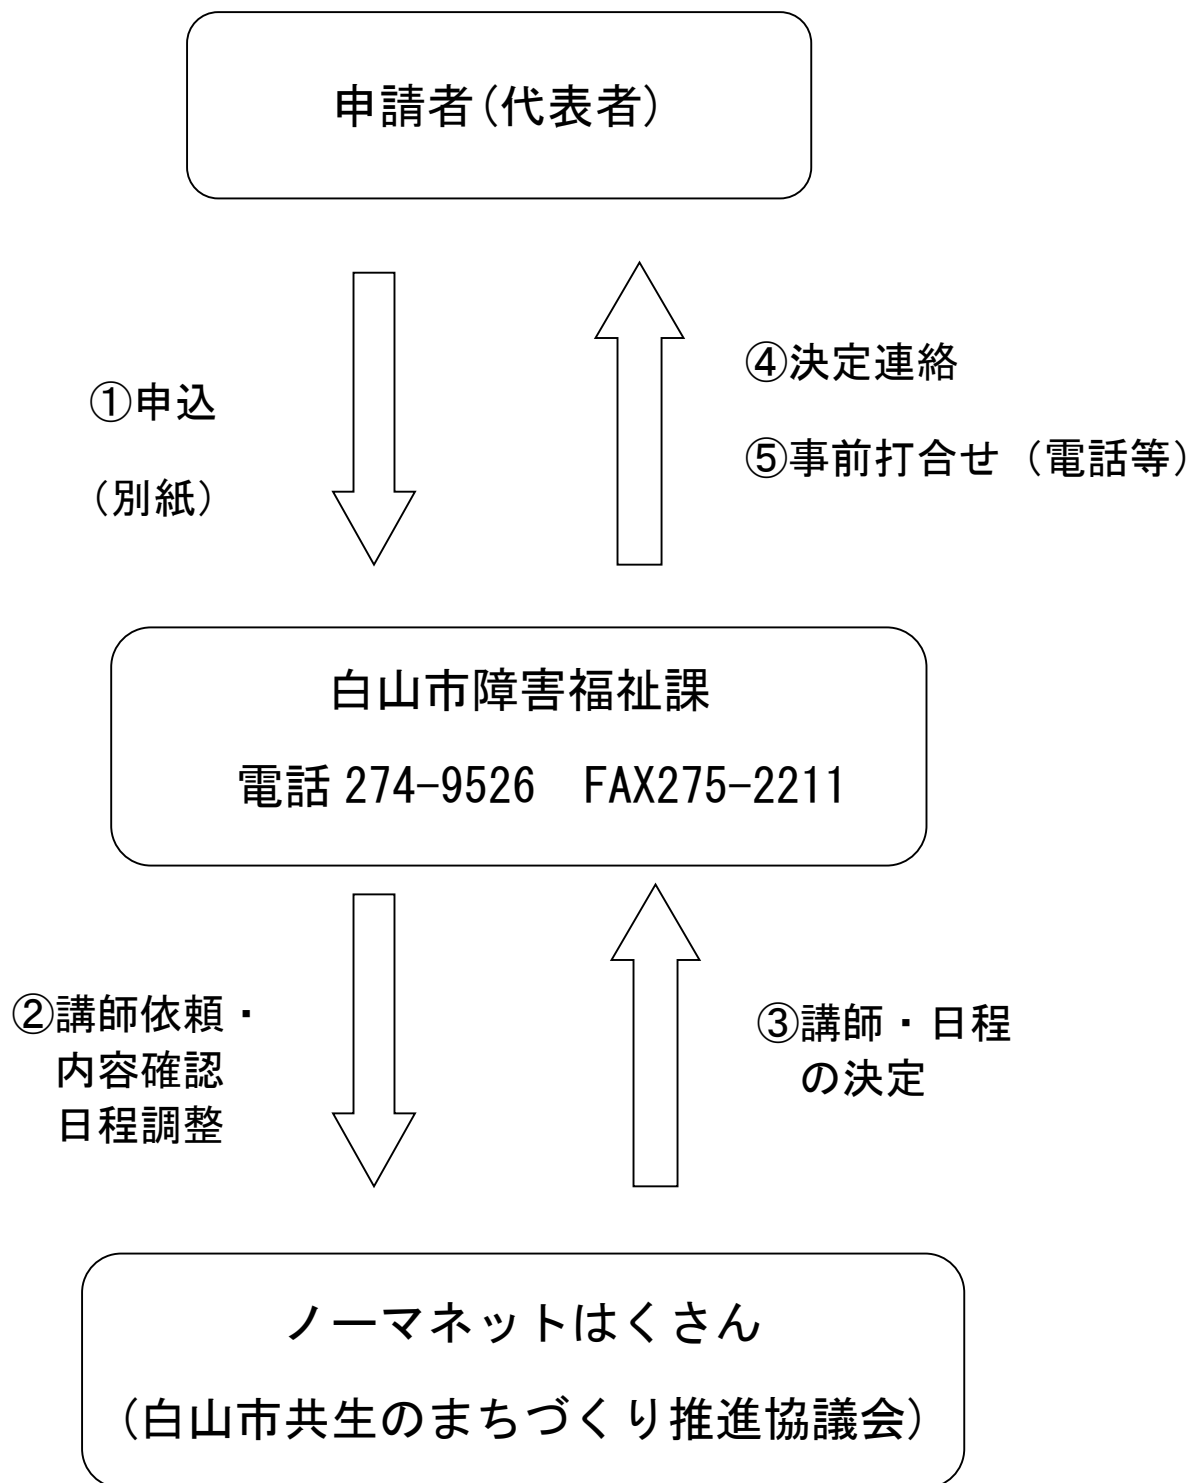 申請者(代表者)
①申込
(別紙)
④決定連絡
⑤事前打合せ（電話等）
白山市障害福祉課
電話 274-9526　FAX275-2211
②講師依頼・
内容確認
日程調整
③講師・日程
の決定
ノーマネットはくさん
(白山市共生のまちづくり推進協議会)